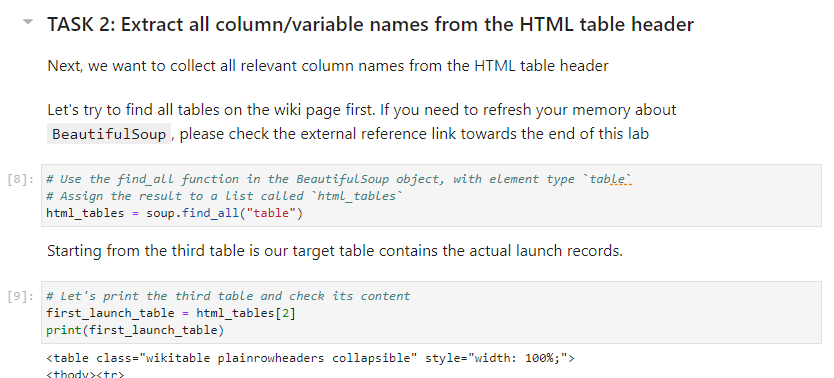 TASK 2: Extract all column/variable names from the HTML table header
Next, we want to collect all relevant column names from the HTML table header
Let's try to find all tables on the wiki page first. If you need to refresh your memory about
BeautifulSoup, please check the external reference link towards the end of this lab
[8]: # Use the find_all function in the BeautifulSoup object, with element type `table`
# Assign the result to a list called `html_tables`
html_tables = soup.find_all("table")
Starting from the third table is our target table contains the actual launch records.
[9]: # Let's print the third table and check its content
first_launch_table = html_tables[2]
print(first_launch_table)
<table class="wikitable plainrowheaders collapsible" style="width: 100%;">
<tbody><tr>